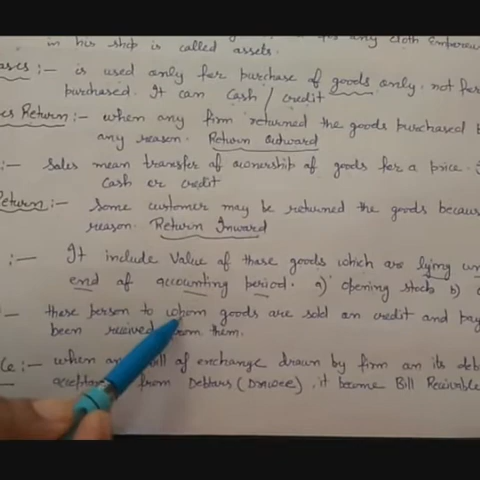 in his shop is called assets.
:- is used only for purchase of goods only, not for
purchased. It can cash / credit
Return :- when any firm returned the goods purchased
any reason. Return outward
:- Sales mean transfer of ownership of goods for a price.
cash or credit
Return :- Some customer may be returned the goods because
reason. Return Inward
:- It include value of those goods which are lying
end of accounting period. a) opening stock b)
- these person to whom goods are sold on credit and
been received from them.
:- when of exchange drawn by firm on its
from Debtors (Drawee), it become Bill